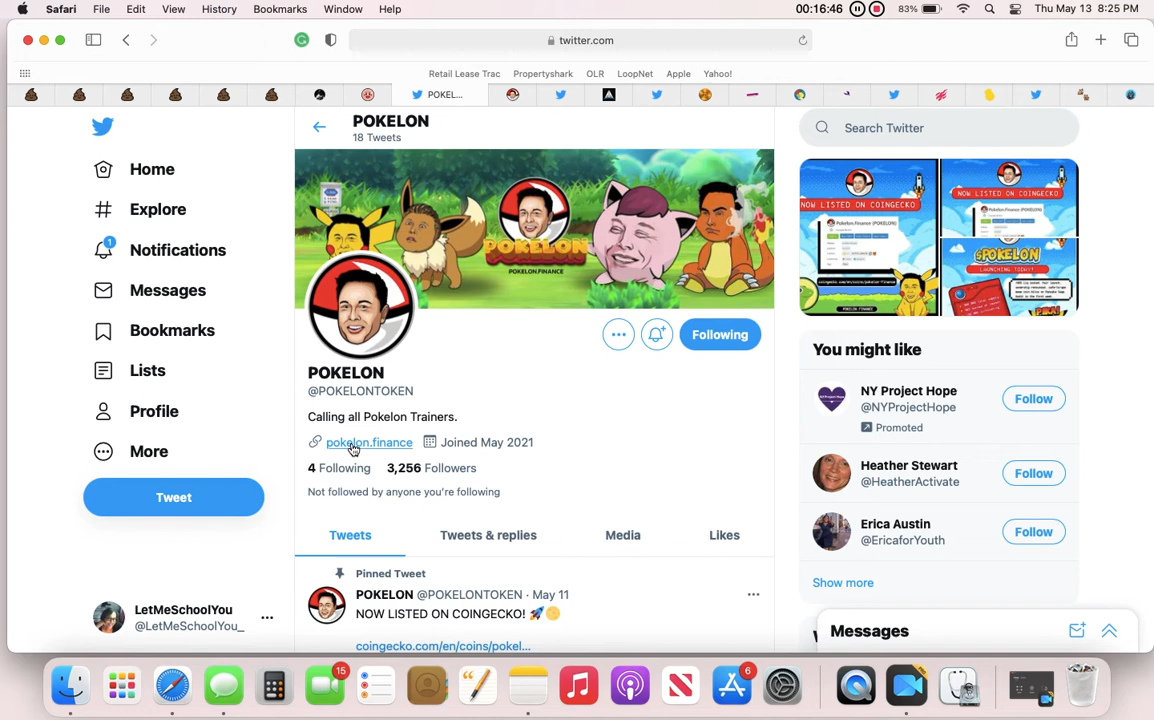 Safari File Edit View History Bookmarks Window Help
00:16:46 83% Thu May 13 8:25 PM
twitter.com
Retail Lease Trac Propertyshark OLR LoopNet Apple Yahoo!
POKEL...
POKELON
18 Tweets
Search Twitter
Home
Explore
1
Notifications
Messages
Bookmarks
Lists
Profile
More
Tweet
LetMeSchoolYou
@LetMeSchoolYou_
POKELON
POKELON.FINANCE
Following
POKELON
@POKELONTOKEN
Calling all Pokelon Trainers.
pokelon.finance Joined May 2021
4 Following 3,256 Followers
Not followed by anyone you're following
Tweets Tweets & replies Media Likes
Pinned Tweet
POKELON @POKELONTOKEN · May 11
NOW LISTED ON COINGECKO! 🚀🌕
coingecko.com/en/coins/pokel...
NOW LISTED ON COINGECKO
NOW LISTED ON COINGECKO
POKELON
LAUNCHING TODAY!
You might like
NY Project Hope
@NYProjectHope
Promoted
Follow
Heather Stewart
@HeatherActivate
Follow
Erica Austin
@EricaforYouth
Follow
Show more
Messages
15
6